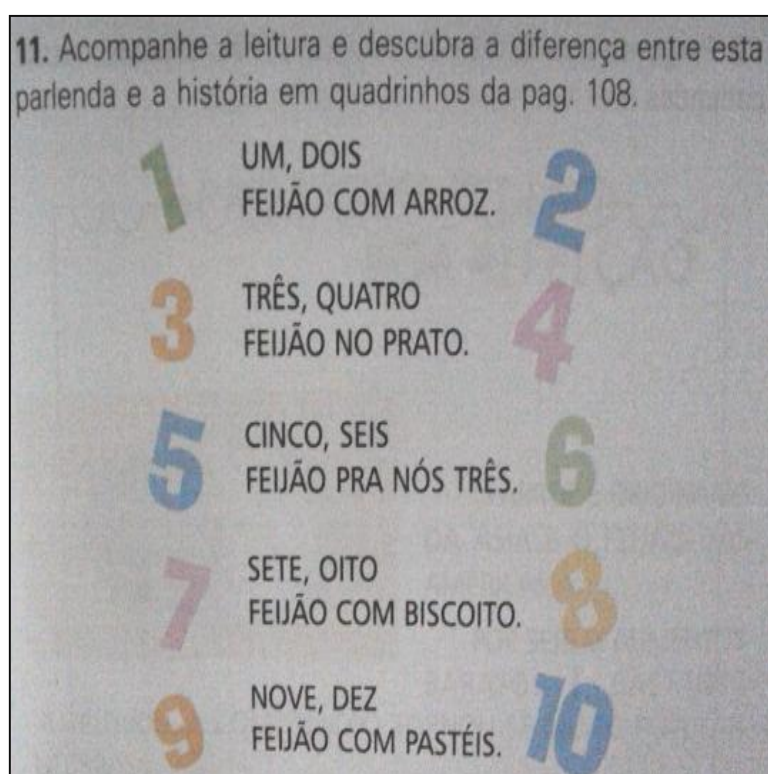 11. Acompanhe a leitura e descubra a diferença entre esta
parlenda e a história em quadrinhos da pag. 108.
1 UM, DOIS 2
FEIJÃO COM ARROZ.
3 TRÊS, QUATRO 4
FEIJÃO NO PRATO.
5 CINCO, SEIS 6
FEIJÃO PRA NÓS TRÊS.
7 SETE, OITO 8
FEIJÃO COM BISCOITO.
9 NOVE, DEZ 10
FEIJÃO COM PASTÉIS.